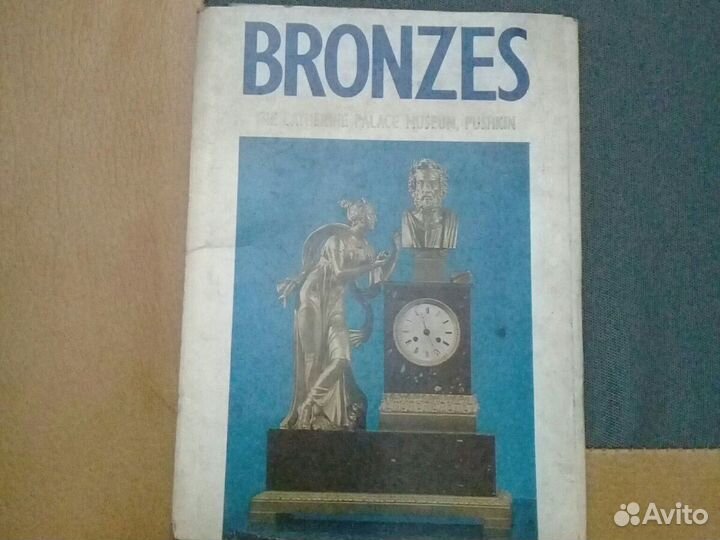 BRONZES
THE CATHERINE PALACE MUSEUM, PUSHKIN
Avito